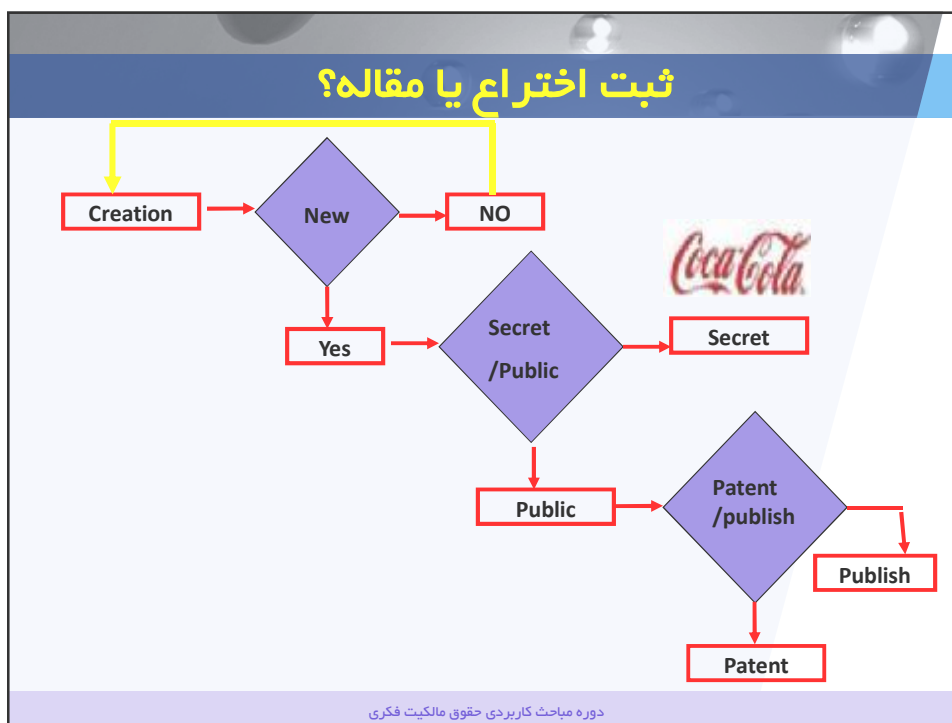 ثبت اختراع یا مقاله؟
Creation
New
NO
Yes
Secret
/Public
Coca-Cola
Secret
Public
Patent
/publish
Publish
Patent
دوره مباحث کاربردی حقوق مالکیت فکری